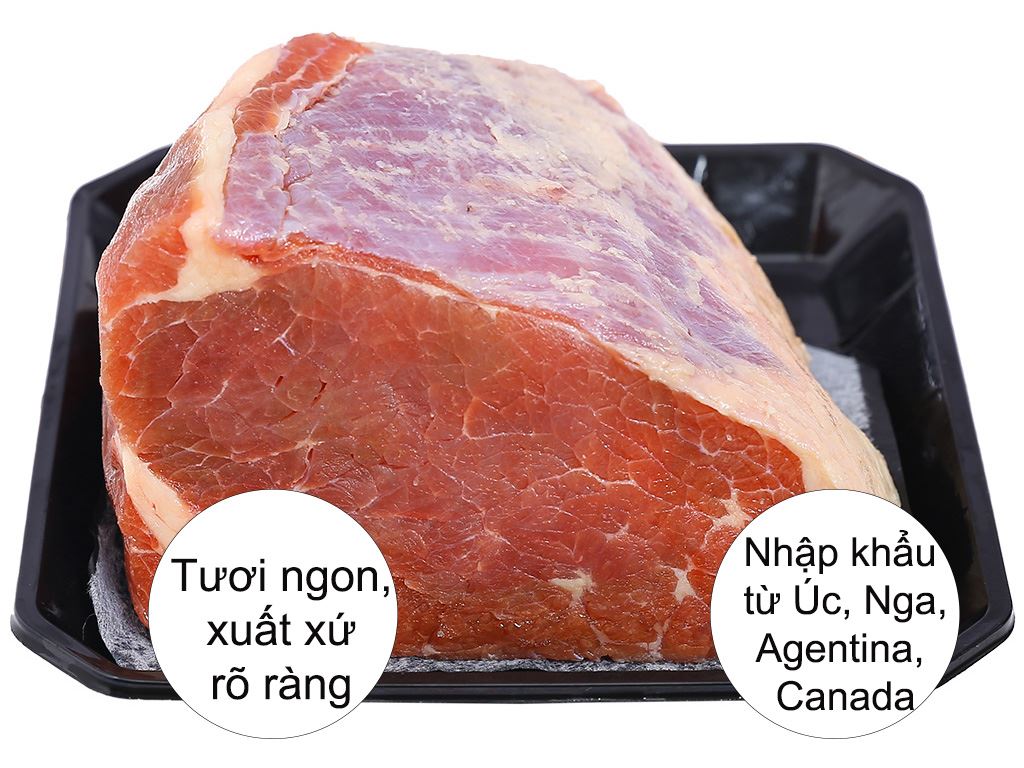 Tươi ngon,
xuất xứ
rõ ràng
Nhập khẩu
từ Úc, Nga,
Agentina,
Canada